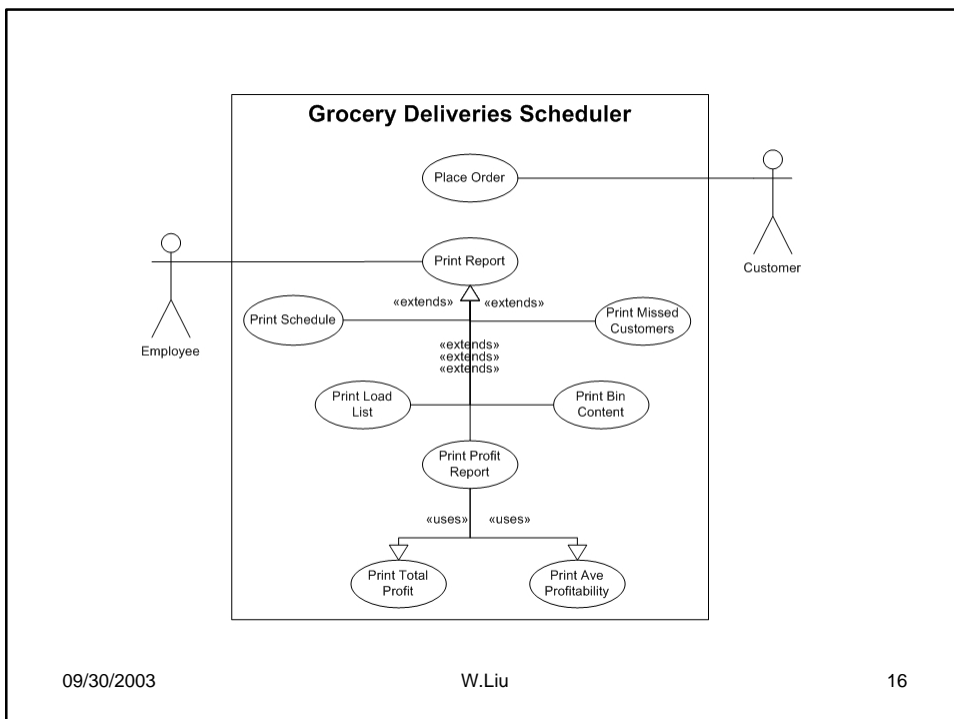 Grocery Deliveries Scheduler
Place Order
Customer
Print Report
Employee
«extends» «extends»
Print Schedule
Print Missed
Customers
«extends»
«extends»
«extends»
Print Load
List
Print Bin
Content
Print Profit
Report
«uses» «uses»
Print Total
Profit
Print Ave
Profitability
09/30/2003 W.Liu 16